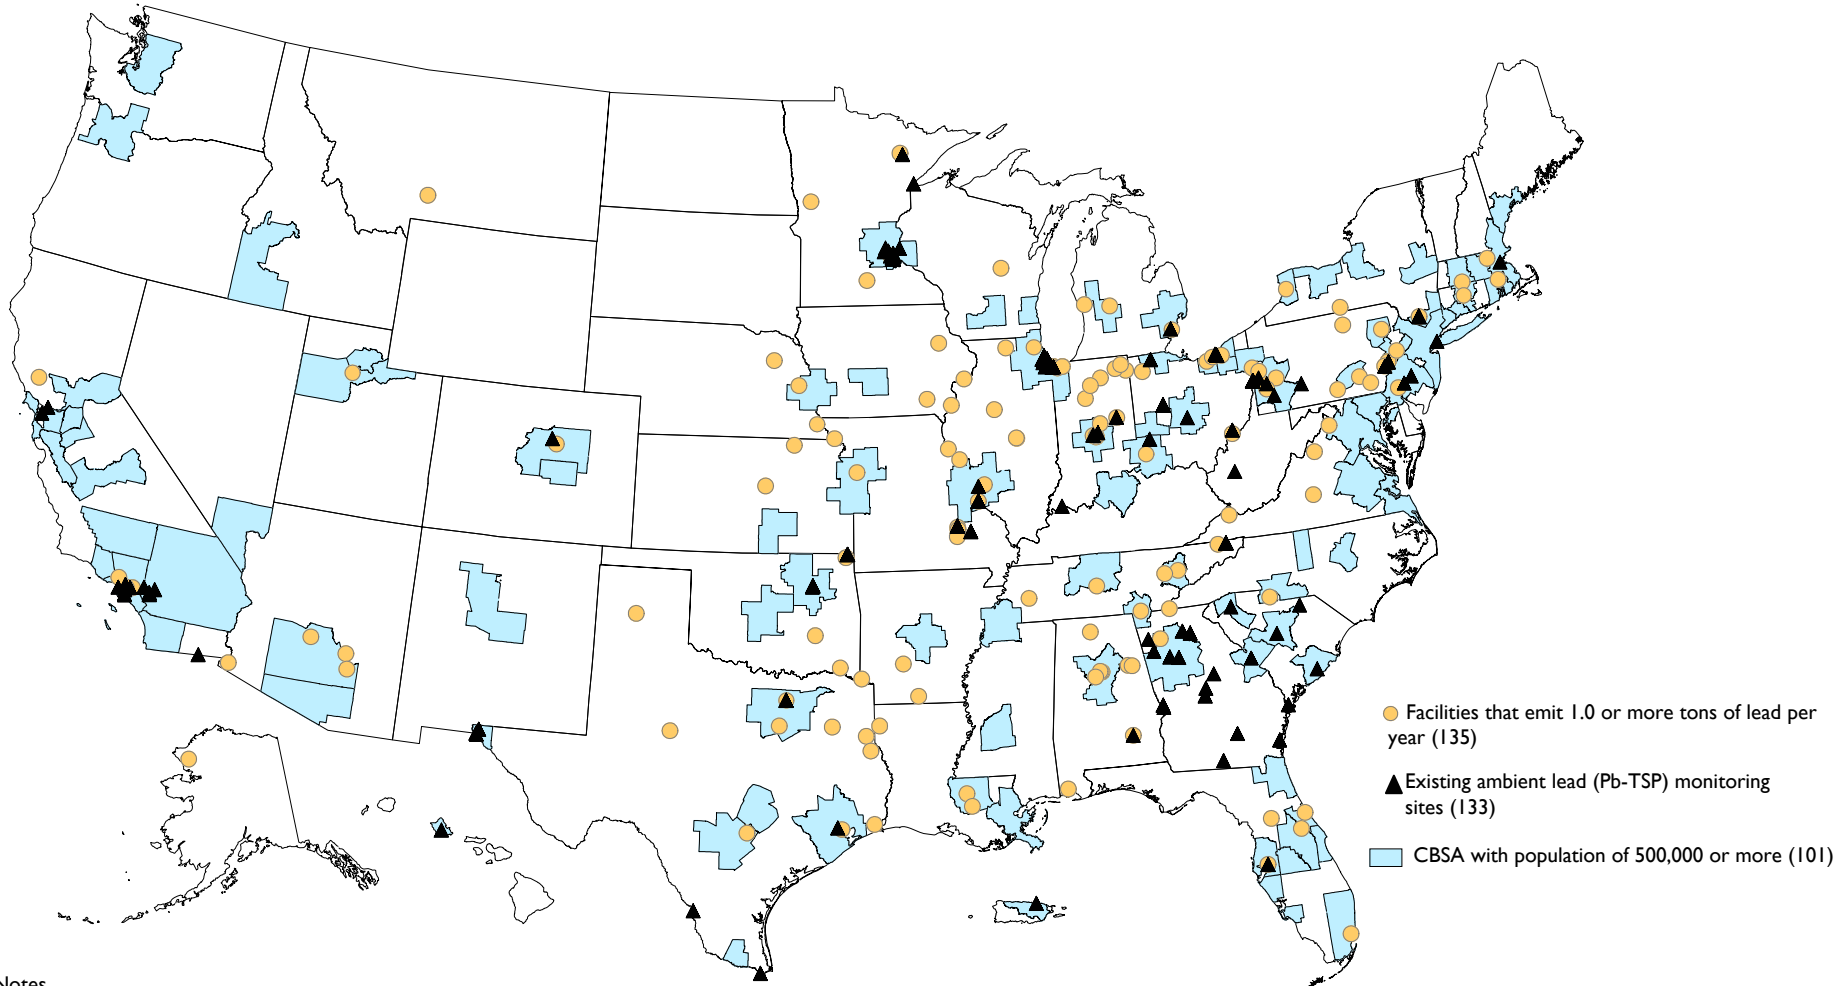 Facilities that emit 1.0 or more tons of lead per
year (135)
Existing ambient lead (Pb-TSP) monitoring
sites (133)
CBSA with population of 500,000 or more (101)
Notes